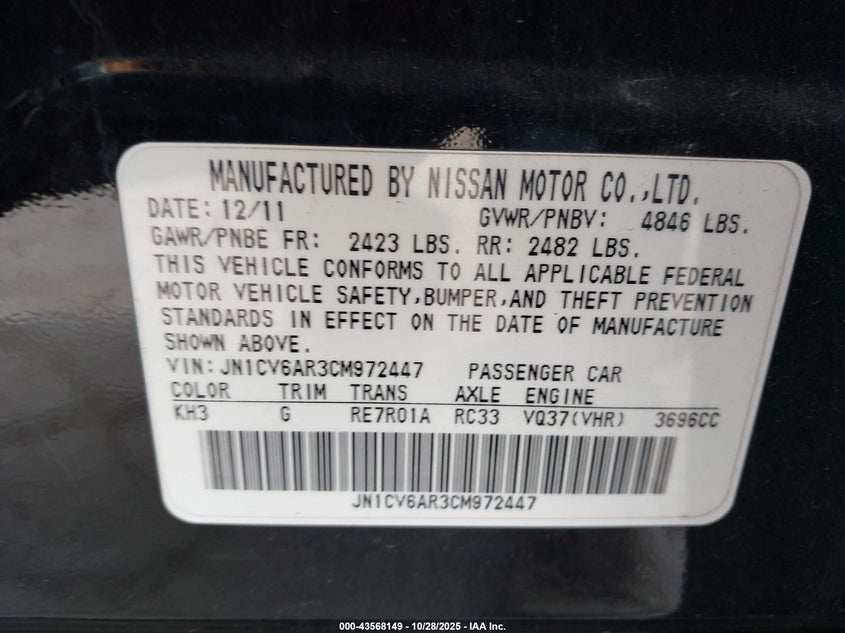 MANUFACTURED BY NISSAN MOTOR CO.,LTD.
DATE: 12/11 GVWR/PNBV: 4846 LBS.
GAWR/PNBE FR: 2423 LBS. RR: 2482 LBS.
THIS VEHICLE CONFORMS TO ALL APPLICABLE FEDERAL
MOTOR VEHICLE SAFETY,BUMPER,AND THEFT PREVENTION
STANDARDS IN EFFECT ON THE DATE OF MANUFACTURE
SHOWN ABOVE.
VIN:JN1CV6AR3CM972447 PASSENGER CAR
COLOR TRIM TRANS AXLE ENGINE
KH3 G RE7R01A RC33 VQ37(VHR) 3696CC
JN1CV6AR3CM972447
000-43568149 - 10/28/2025 - IAA Inc.